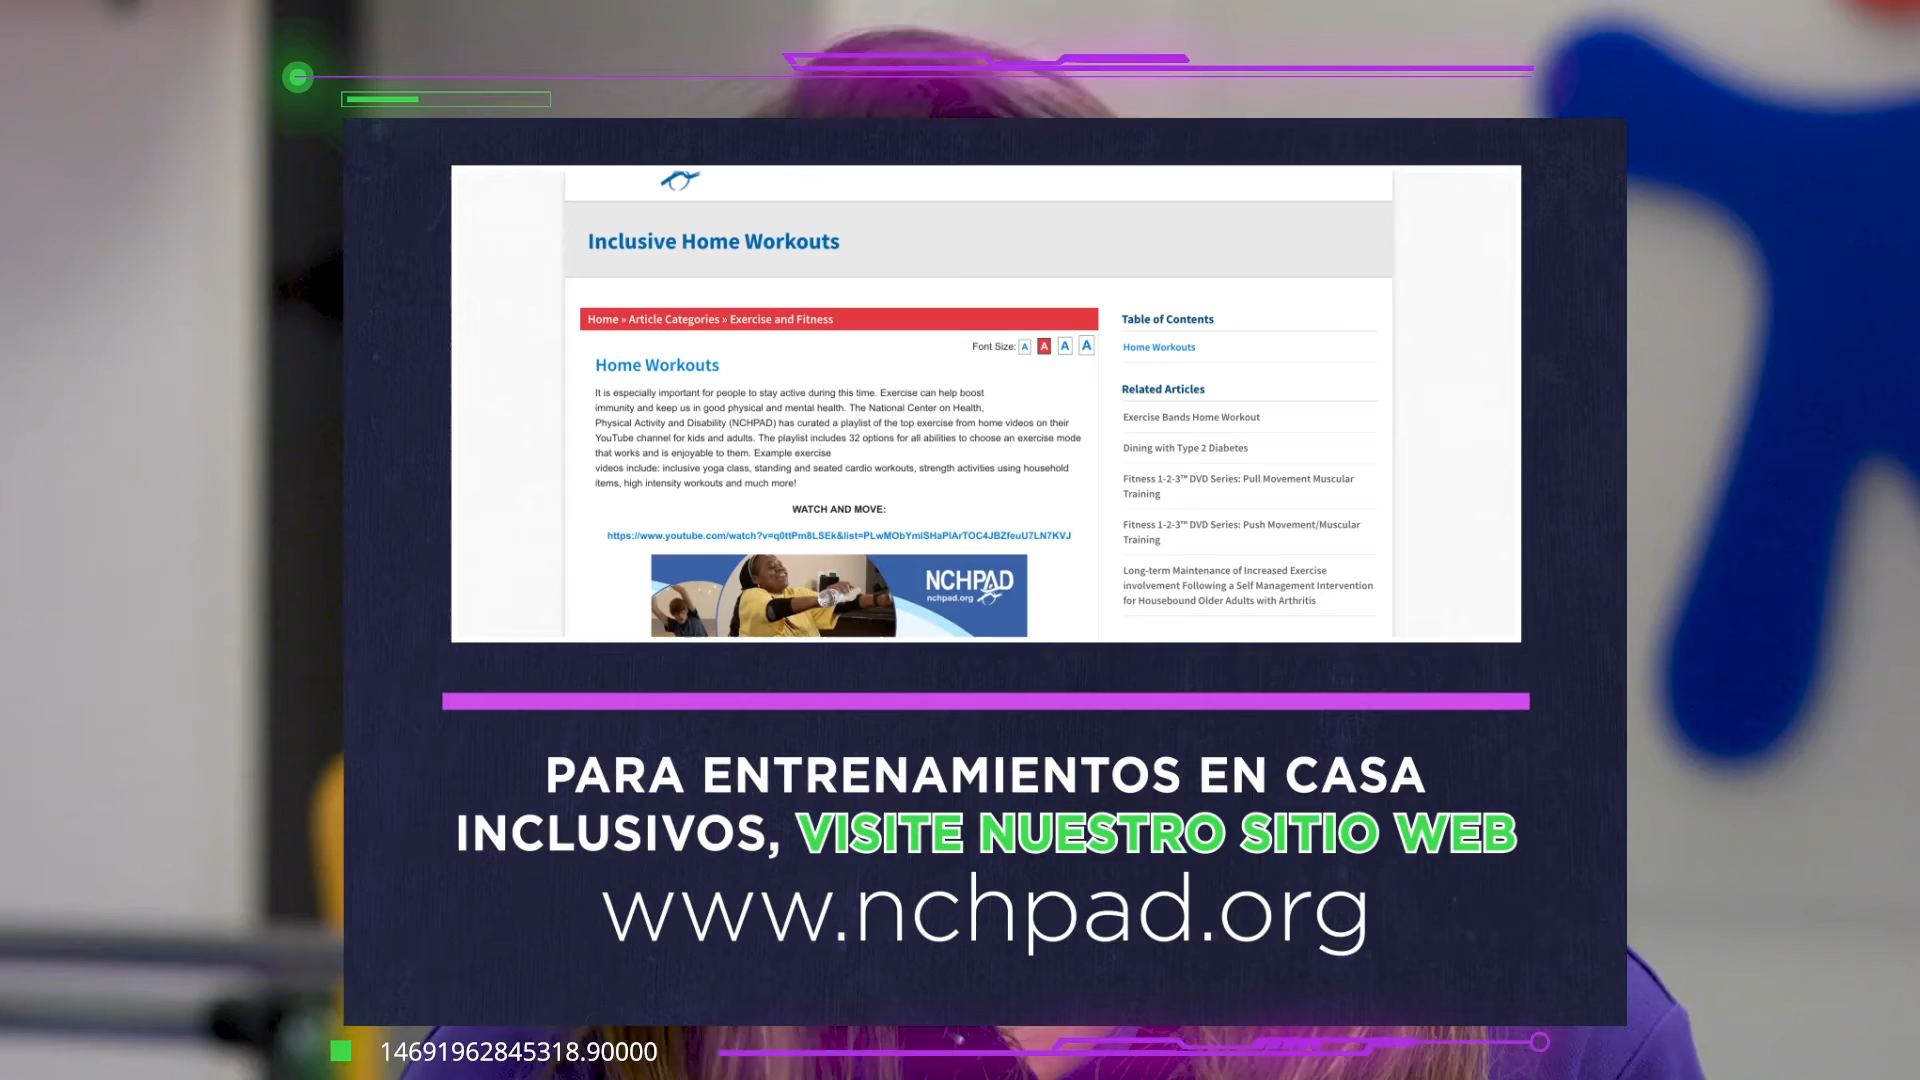 Inclusive Home Workouts
Home » Article Categories » Exercise and Fitness
Font Size: A A A A
Home Workouts
It is especially important for people to stay active during this time. Exercise can help boost
immunity and keep us in good physical and mental health. The National Center on Health,
Physical Activity and Disability (NCHPAD) has curated a playlist of the top exercise from home videos on their
YouTube channel for kids and adults. The playlist includes 32 options for all abilities to choose an exercise mode
that works and is enjoyable to them. Example exercise
videos include: inclusive yoga class, standing and seated cardio workouts, strength activities using household
items, high intensity workouts and much more!
WATCH AND MOVE:
https://www.youtube.com/watch?v=q0ttPm8LSEk&list=PLwMObYmlSHaPlArTOC4JBZfeuU7LN7KVJ
NCHPAD
nchpad.org
Table of Contents
Home Workouts
Related Articles
Exercise Bands Home Workout
Dining with Type 2 Diabetes
Fitness 1-2-3™ DVD Series: Pull Movement Muscular
Training
Fitness 1-2-3™ DVD Series: Push Movement/Muscular
Training
Long-term Maintenance of Increased Exercise
involvement Following a Self Management Intervention
for Housebound Older Adults with Arthritis
PARA ENTRENAMIENTOS EN CASA
INCLUSIVOS, VISITE NUESTRO SITIO WEB
www.nchpad.org
14691962845318.90000